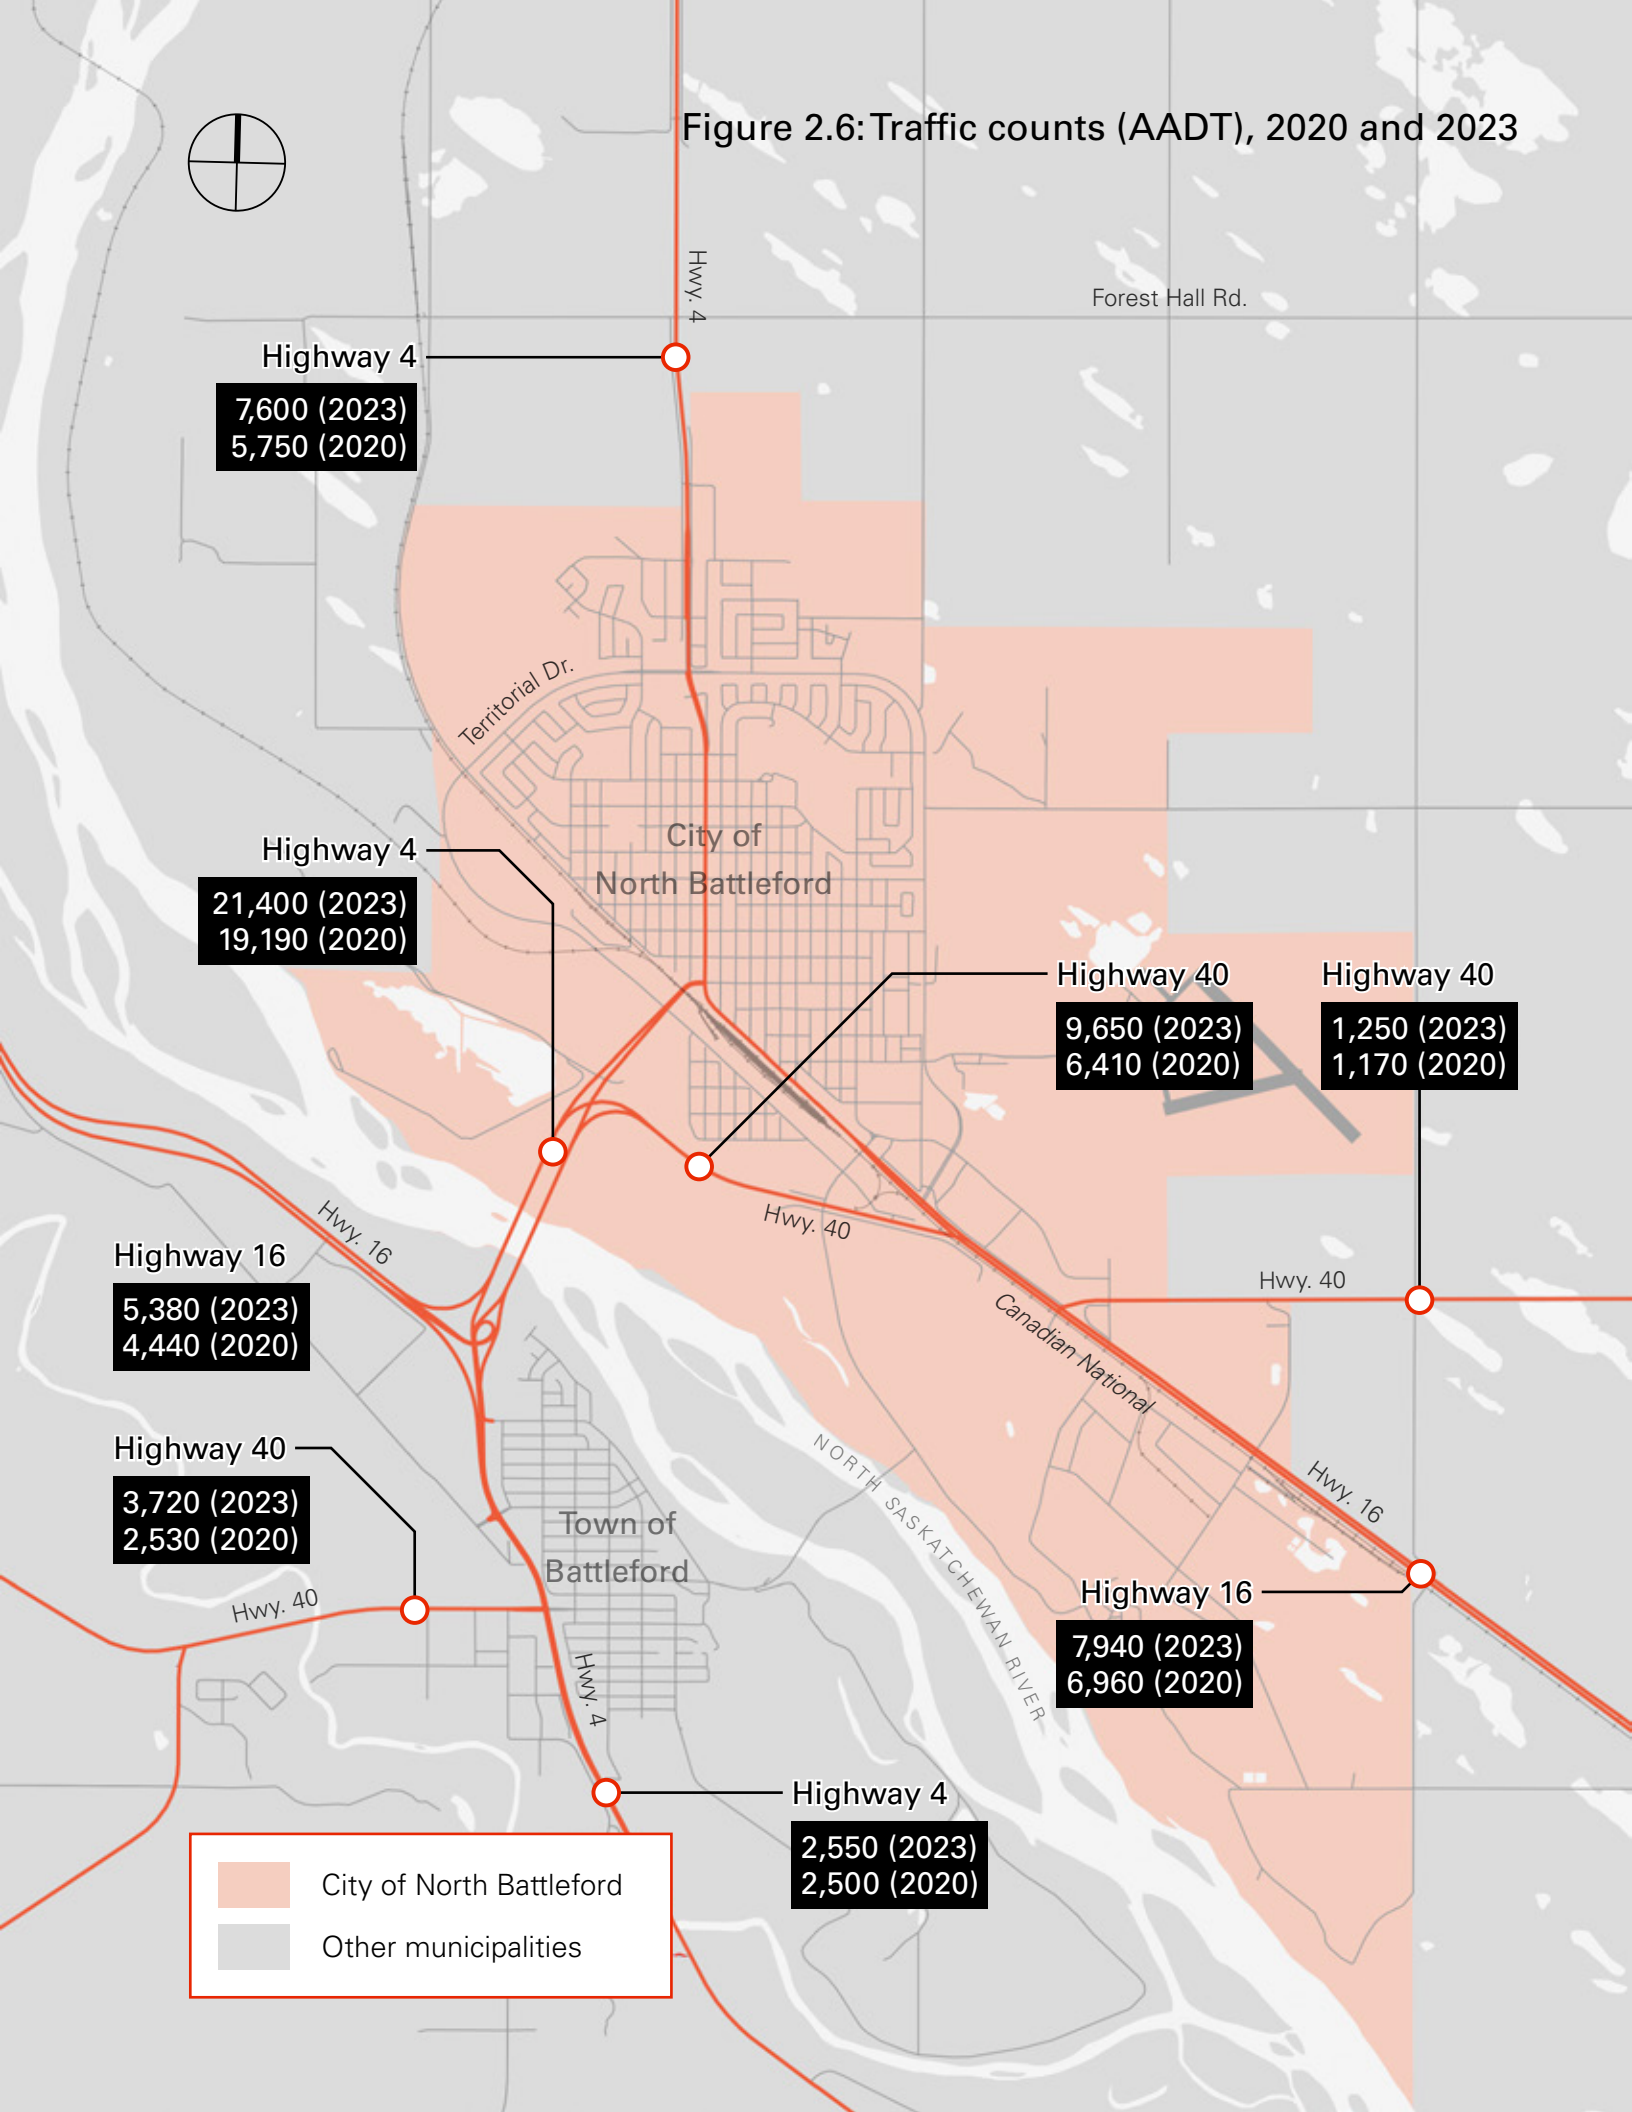 Figure 2.6: Traffic counts (AADT), 2020 and 2023
Hwy. 4
Forest Hall Rd.
Highway 4
7,600 (2023)
5,750 (2020)
Territorial Dr.
City of
North Battleford
Highway 4
21,400 (2023)
19,190 (2020)
Highway 40
9,650 (2023)
6,410 (2020)
Highway 40
1,250 (2023)
1,170 (2020)
Hwy. 16
Hwy. 40
Highway 16
5,380 (2023)
4,440 (2020)
Hwy. 40
Canadian National
Highway 40
3,720 (2023)
2,530 (2020)
NORTH SASKATCHEWAN RIVER
Hwy. 16
Town of
Battleford
Hwy. 40
Highway 16
7,940 (2023)
6,960 (2020)
Hwy. 4
Highway 4
2,550 (2023)
2,500 (2020)
City of North Battleford
Other municipalities